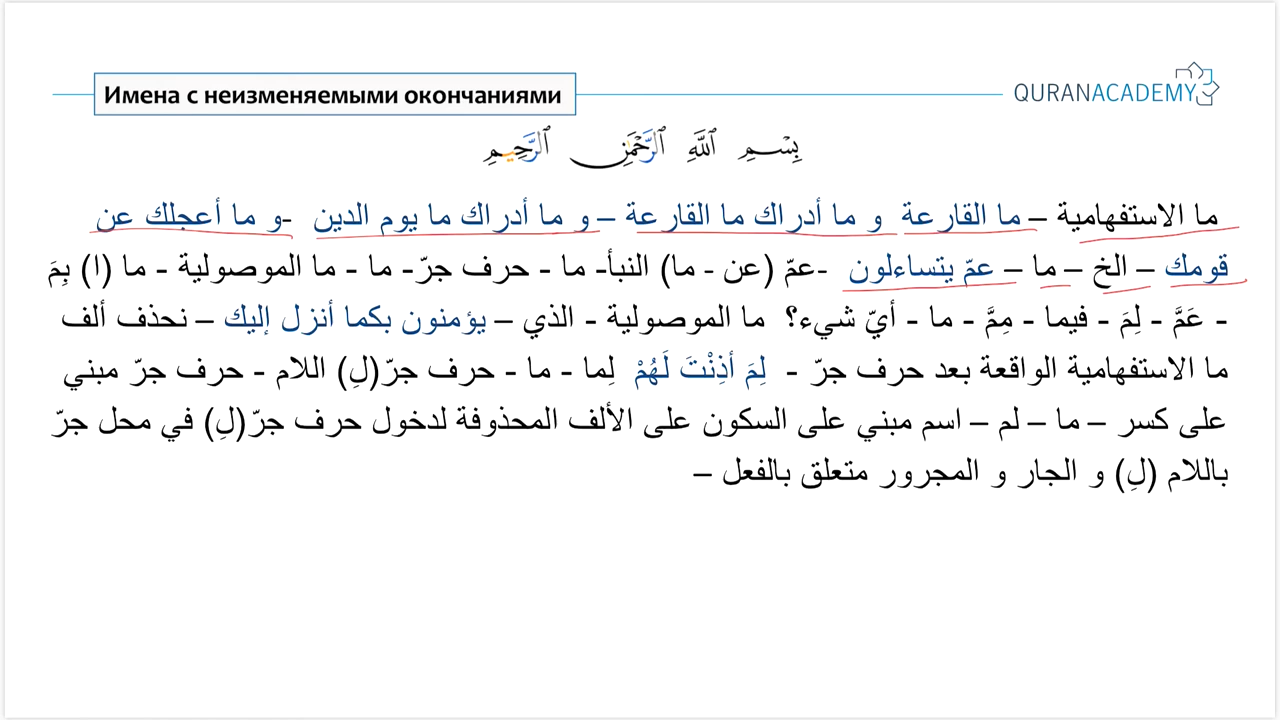 Имена с неизменяемыми окончаниями
QURANACADEMY
بِسْمِ ٱللَّهِ ٱلرَّحْمَٰنِ ٱلرَّحِيمِ
ما الاستفهامية – ما القارعة و ما أدراك ما القارعة – و ما أدراك ما يوم الدين -و ما أعجلك عن
قومك – الخ – ما – عمّ يتساءلون -عمّ (عن - ما) النبأ- ما - حرف جرّ- ما - ما الموصولية - ما (ا) بِمَ
- عَمَّ - لِمَ - فيما - مِمَّ - ما - أيّ شيء؟ ما الموصولية - الذي – يؤمنون بكما أنزل إليك – نحذف ألف
ما الاستفهامية الواقعة بعد حرف جرّ - لِمَ أذِنْتَ لَهُمْ لِما - ما - حرف جرّ(لِ) اللام - حرف جرّ مبني
على كسر – ما – لم – اسم مبني على السكون على الألف المحذوفة لدخول حرف جرّ(لِ) في محل جرّ
باللام (لِ) و الجار و المجرور متعلق بالفعل –